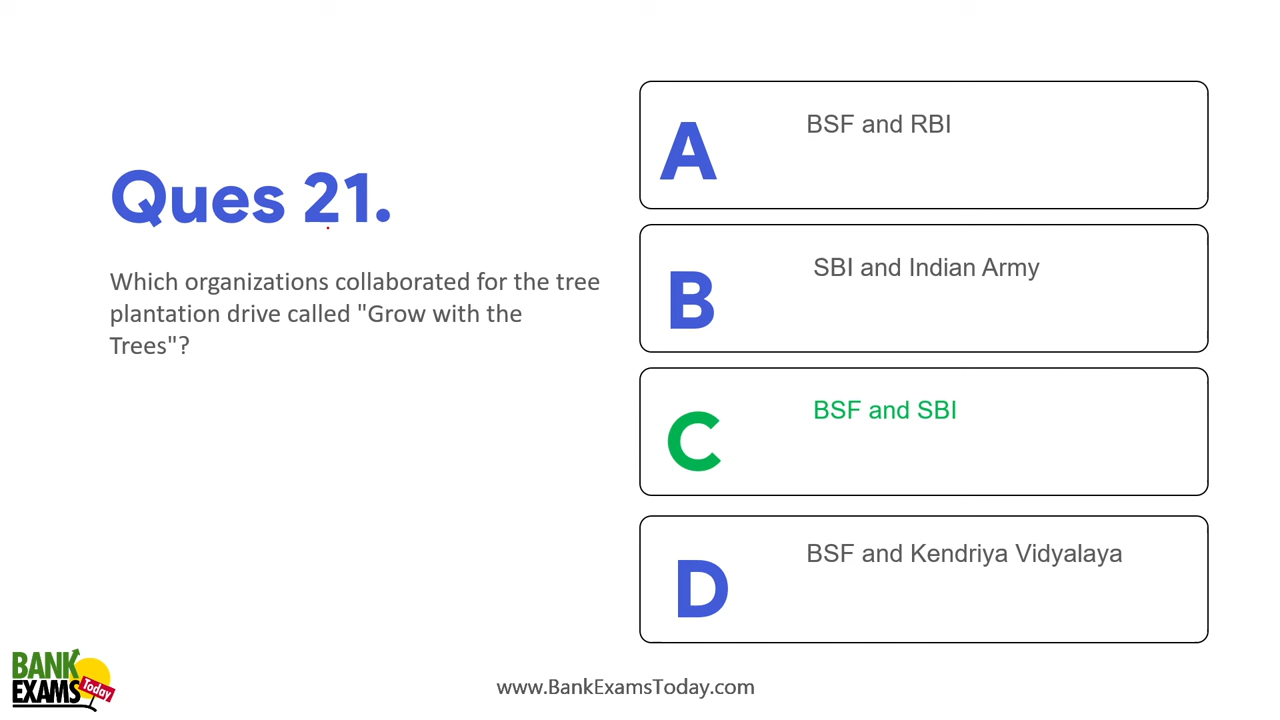 Ques 21.
Which organizations collaborated for the tree
plantation drive called "Grow with the
Trees"?
A
BSF and RBI
B
SBI and Indian Army
C
BSF and SBI
D
BSF and Kendriya Vidyalaya
BANK
EXAMS
Today
www.BankExamsToday.com